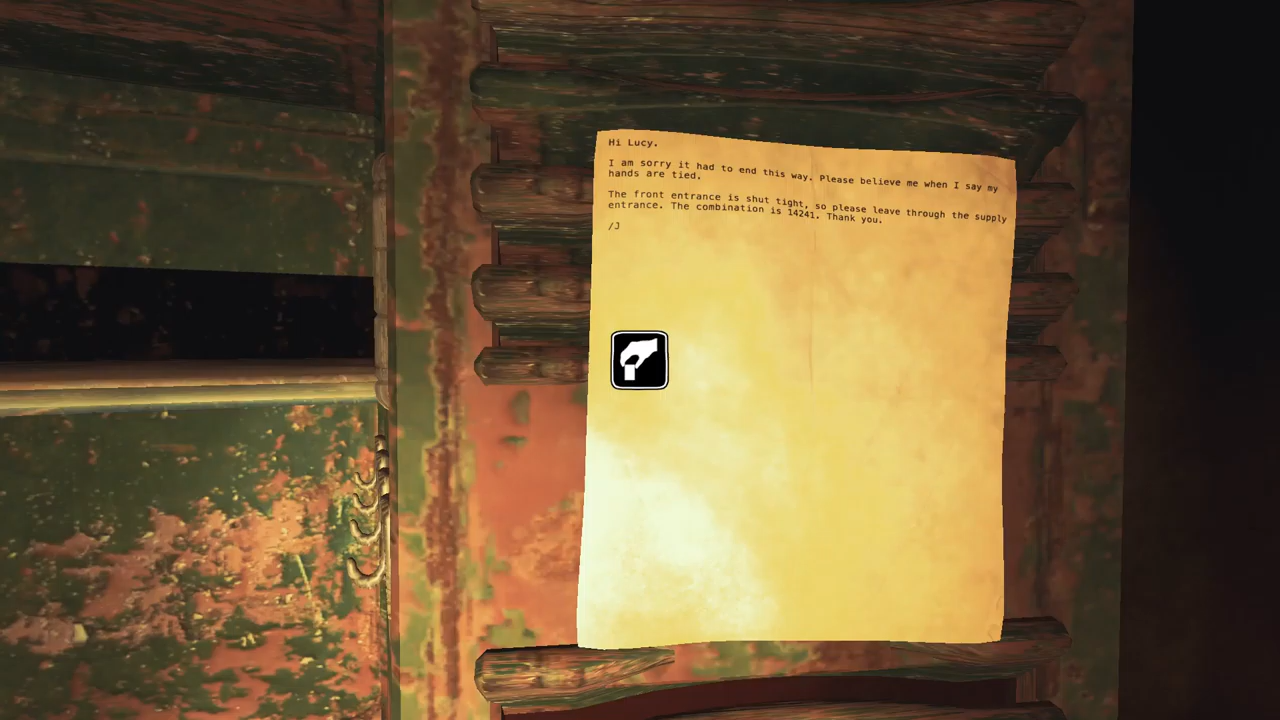 Hi Lucy.
I am sorry it had to end this way. Please believe me when I say my
hands are tied.
The front entrance is shut tight, so please leave through the supply
entrance. The combination is 14241. Thank you.
/J